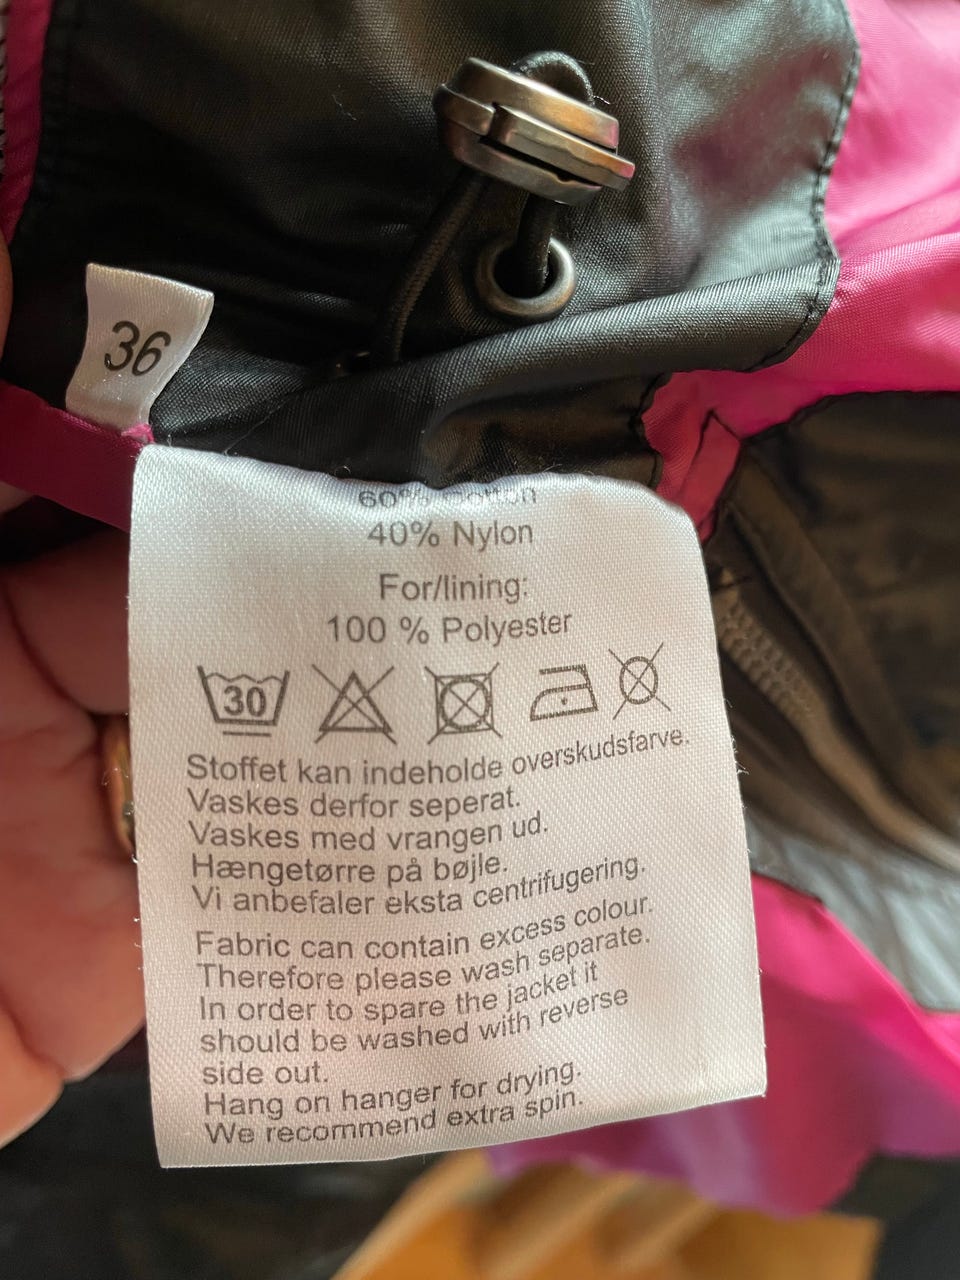 36
60% Cotton
40% Nylon
For/lining:
100 % Polyester
30
Stoffet kan indeholde overskudsfarve.
Vaskes derfor seperat.
Vaskes med vrangen ud.
Hængetørre på bøjle.
Vi anbefaler eksta centrifugering.
Fabric can contain excess colour.
Therefore please wash separate.
In order to spare the jacket it
should be washed with reverse
side out.
Hang on hanger for drying.
We recommend extra spin.